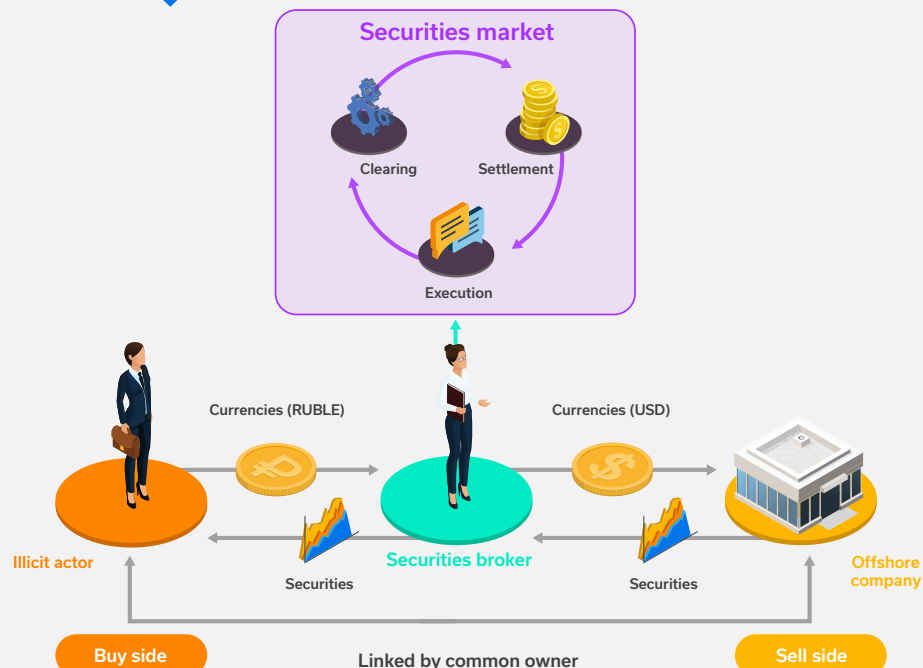 Securities market
Clearing
Settlement
Execution
Currencies (RUBLE)
Currencies (USD)
Illicit actor
Securities broker
Offshore
company
Securities
Securities
Buy side
Linked by common owner
Sell side